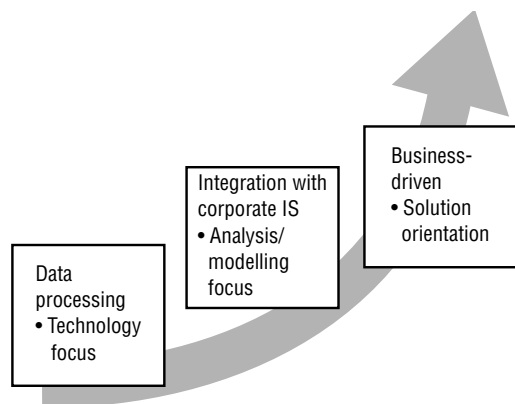 Data
processing
• Technology
focus
Integration with
corporate IS
• Analysis/
modelling
focus
Business-
driven
• Solution
orientation